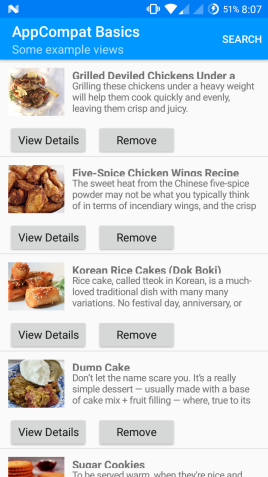 51% 8:07
AppCompat Basics
Some example views
SEARCH
Grilled Deviled Chickens Under a
Grilling these chickens under a heavy weight
will help them cook quickly and evenly,
leaving them crisp and juicy.
View Details Remove
Five-Spice Chicken Wings Recipe
The sweet heat from the Chinese five-spice
powder may not be what you typically think
of in terms of incendiary wings, and the crisp
View Details Remove
Korean Rice Cakes (Dok Boki)
Rice cake, called tteok in Korean, is a much-
loved traditional dish with many many
variations. No festival day, anniversary, or
View Details Remove
Dump Cake
Don't let the name scare you. It's a really
simple dessert — usually made with a base
of cake mix + fruit filling — where, true to its
View Details Remove
Sugar Cookies
To be served warm, when they're nice and